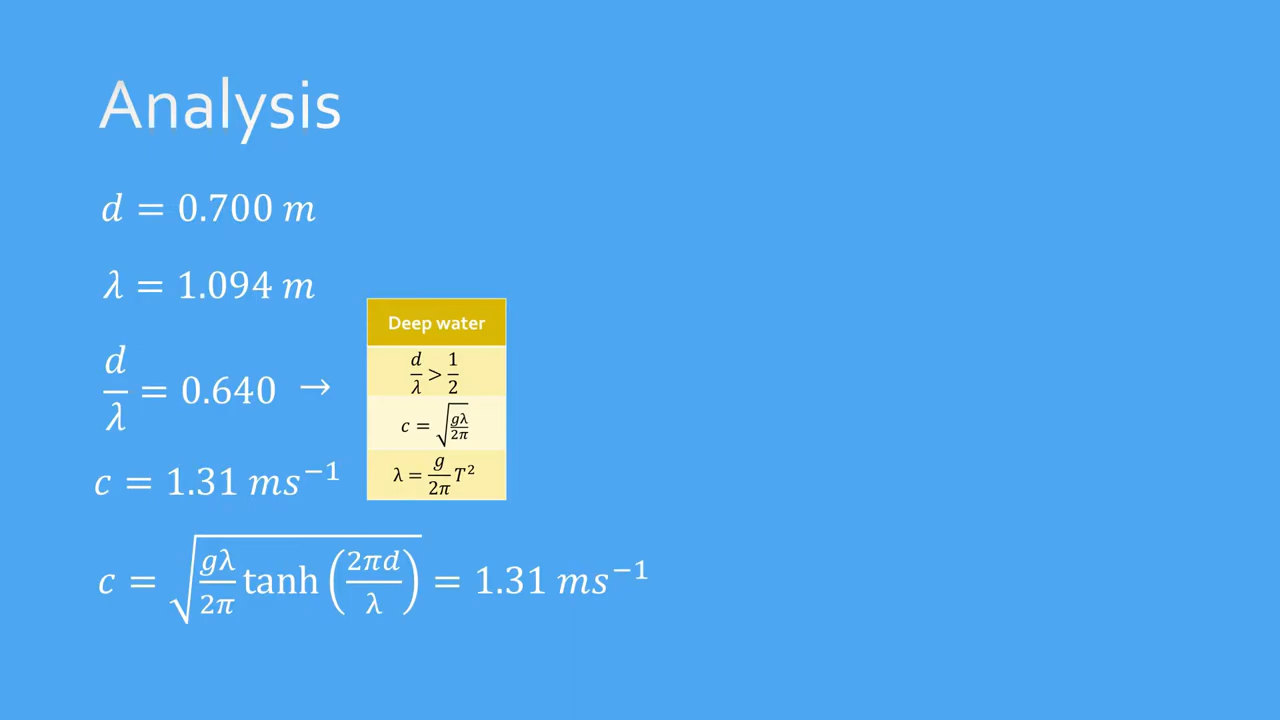 Analysis
d = 0.700 m
λ = 1.094 m
d/λ = 0.640 →
Deep water
d/λ > 1/2
c = √(gλ/2π)
λ = g/2π T²
c = 1.31 ms⁻¹
c = √(gλ/2π tanh(2πd/λ)) = 1.31 ms⁻¹